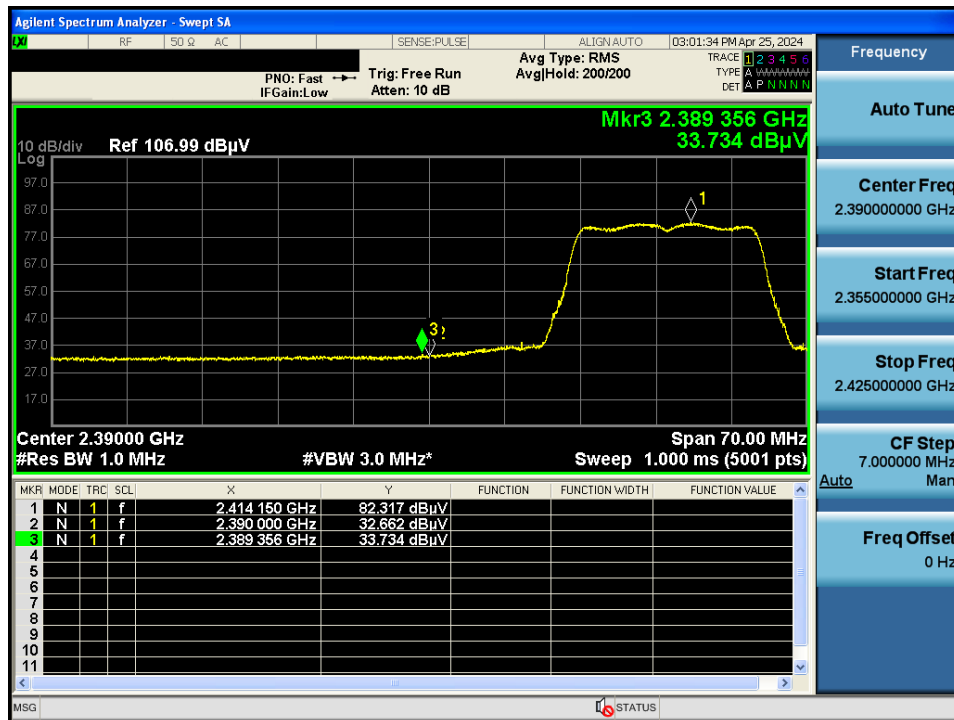 Agilent Spectrum Analyzer - Swept SA
LXI RF 50 Ω AC SENSE:PULSE ALIGN AUTO 03:01:34 PM Apr 25, 2024
Avg Type: RMS TRACE 1 2 3 4 5 6
PNO: Fast Trig: Free Run Avg|Hold: 200/200 TYPE A WWWWW
IFGain:Low Atten: 10 dB DET A P N N N N
Mkr3 2.389 356 GHz
33.734 dBµV
10 dB/div Ref 106.99 dBµV
Log
97.0
87.0
77.0
67.0
57.0
47.0
37.0
27.0
17.0
1
3 2
Center 2.39000 GHz Span 70.00 MHz
#Res BW 1.0 MHz #VBW 3.0 MHz* Sweep 1.000 ms (5001 pts)
MKR MODE TRC SCL X Y FUNCTION FUNCTION WIDTH FUNCTION VALUE
1 N 1 f 2.414 150 GHz 82.317 dBµV
2 N 1 f 2.390 000 GHz 32.662 dBµV
3 N 1 f 2.389 356 GHz 33.734 dBµV
4
5
6
7
8
9
10
11
MSG STATUS
Frequency
Auto Tune
Center Freq
2.390000000 GHz
Start Freq
2.355000000 GHz
Stop Freq
2.425000000 GHz
CF Step
7.000000 MHz
Auto Man
Freq Offset
0 Hz